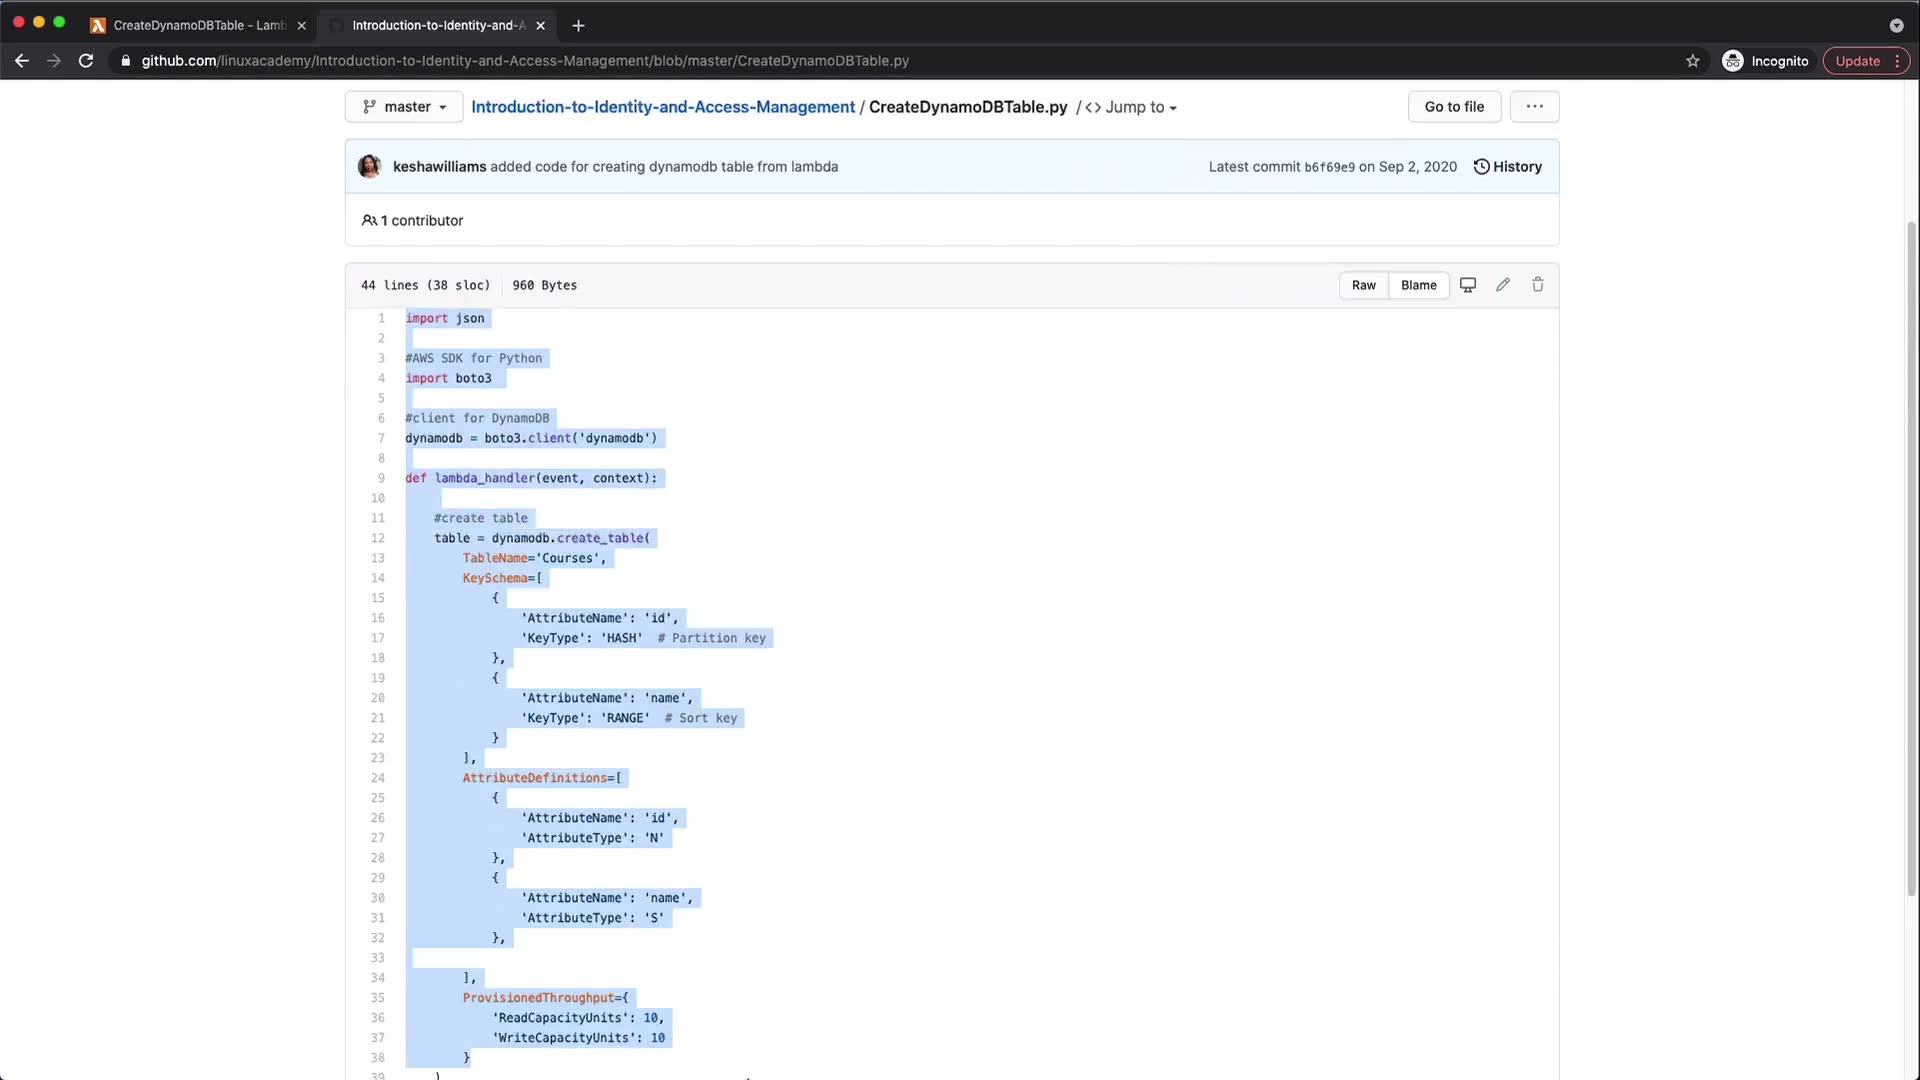 CreateDynamoDBTable - Lamb
Introduction-to-Identity-and-A
github.com/linuxacademy/Introduction-to-Identity-and-Access-Management/blob/master/CreateDynamoDBTable.py
Incognito
Update
master
Introduction-to-Identity-and-Access-Management / CreateDynamoDBTable.py / <> Jump to
Go to file
...
keshawilliams added code for creating dynamodb table from lambda
Latest commit b6f69e9 on Sep 2, 2020
History
1 contributor
44 lines (38 sloc)
960 Bytes
Raw
Blame
1 import json
2
3 #AWS SDK for Python
4 import boto3
5
6 #client for DynamoDB
7 dynamodb = boto3.client('dynamodb')
8
9 def lambda_handler(event, context):
10
11 #create table
12 table = dynamodb.create_table(
13 TableName='Courses',
14 KeySchema=[
15 {
16 'AttributeName': 'id',
17 'KeyType': 'HASH' # Partition key
18 },
19 {
20 'AttributeName': 'name',
21 'KeyType': 'RANGE' # Sort key
22 }
23 ],
24 AttributeDefinitions=[
25 {
26 'AttributeName': 'id',
27 'AttributeType': 'N'
28 },
29 {
30 'AttributeName': 'name',
31 'AttributeType': 'S'
32 },
33
34 ],
35 ProvisionedThroughput={
36 'ReadCapacityUnits': 10,
37 'WriteCapacityUnits': 10
38 }
39 )